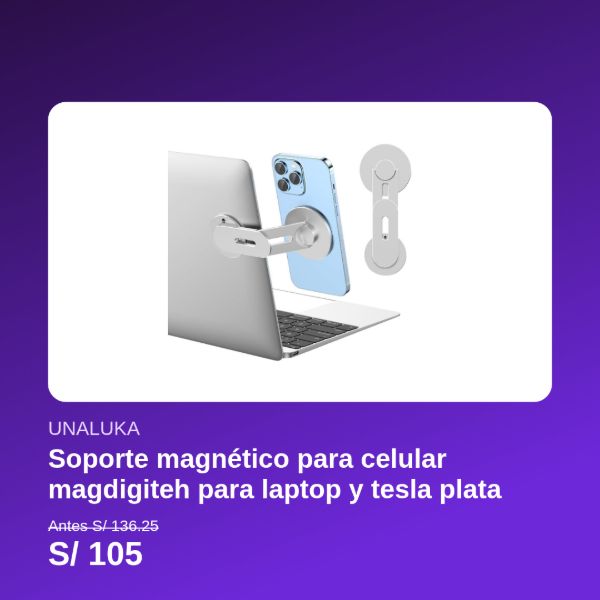 UNALUKA
Soporte magnético para celular
magdigiteh para laptop y tesla plata
Antes S/ 136.25
S/ 105